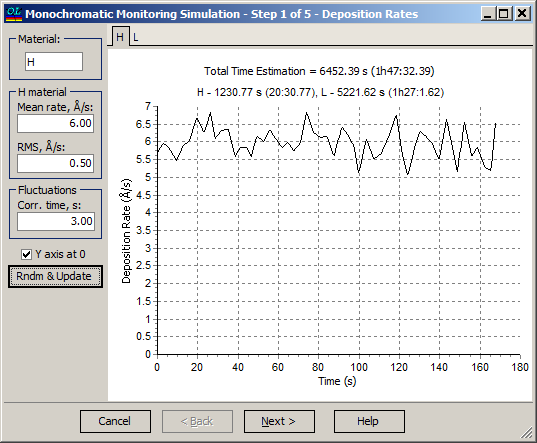 OL Monochromatic Monitoring Simulation - Step 1 of 5 - Deposition Rates
Material:
H
H material
Mean rate, Å/s:
6.00
RMS, Å/s:
0.50
Fluctuations
Corr. time, s:
3.00
Y axis at 0
Rndm & Update
H L
Total Time Estimation = 6452.39 s (1h47:32.39)
H - 1230.77 s (20:30.77), L - 5221.62 s (1h27:1.62)
Deposition Rate (Å/s)
7
6.5
6
5.5
5
4.5
4
3.5
3
2.5
2
1.5
1
0.5
0
0 20 40 60 80 100 120 140 160 180
Time (s)
Cancel < Back Next > Help